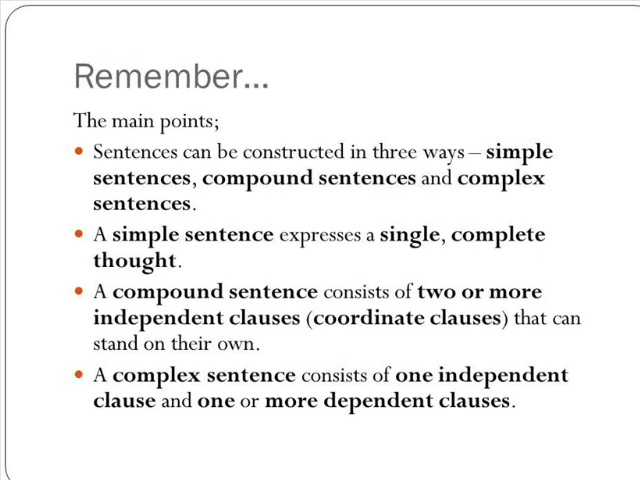 Remember...
The main points;
• Sentences can be constructed in three ways – simple
sentences, compound sentences and complex
sentences.
• A simple sentence expresses a single, complete
thought.
• A compound sentence consists of two or more
independent clauses (coordinate clauses) that can
stand on their own.
• A complex sentence consists of one independent
clause and one or more dependent clauses.